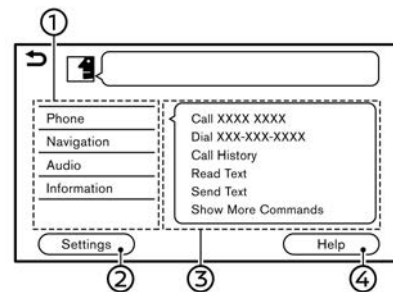 ①
Phone
Navigation
Audio
Information
Call XXXX XXXX
Dial XXX-XXX-XXXX
Call History
Read Text
Send Text
Show More Commands
Settings
Help
②
③
④